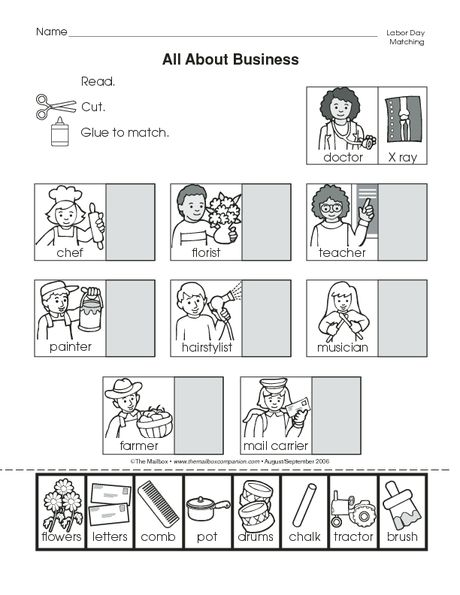 Name
Labor Day
Matching
All About Business
Read.
Cut.
Glue to match.
doctor X ray
chef florist teacher
painter hairstylist musician
farmer mail carrier
©The Mailbox • www.themailboxcompanion.com • August/September 2006
flowers letters comb pot drums chalk tractor brush